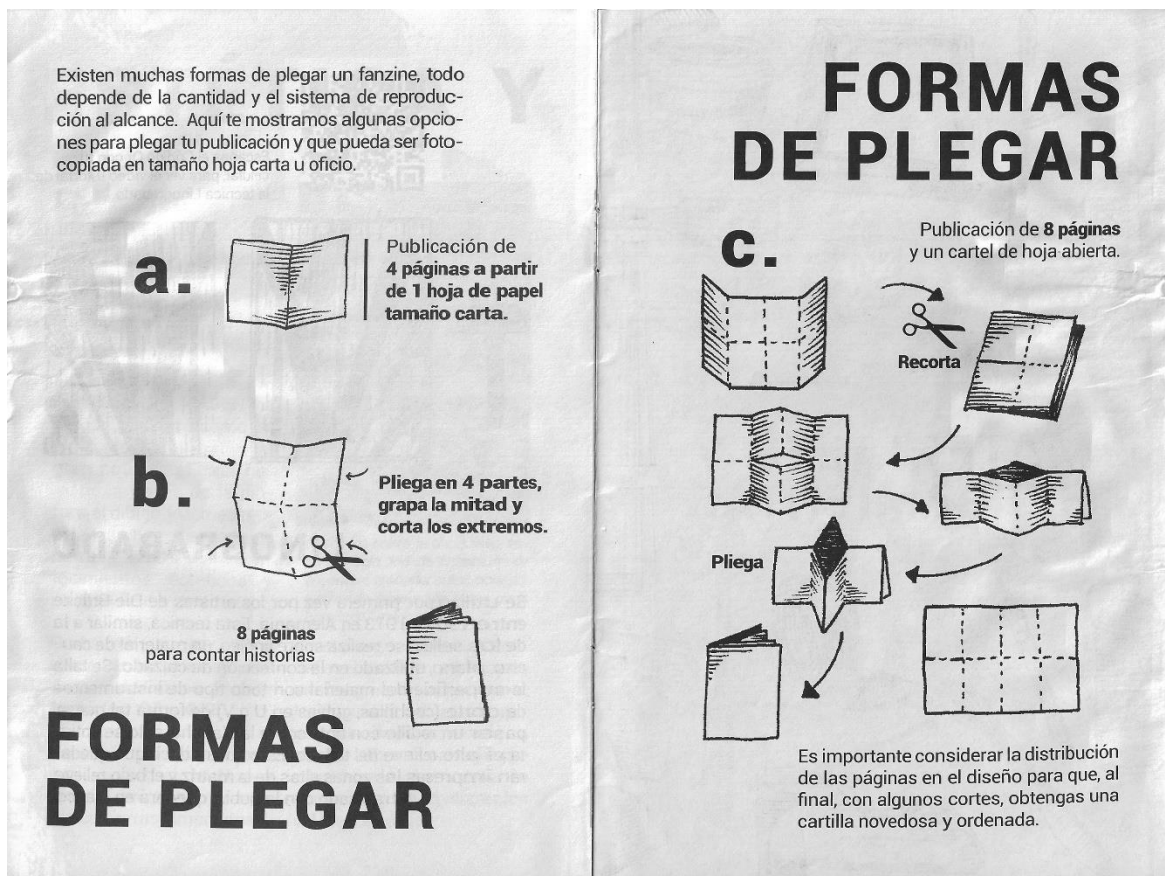 Existen muchas formas de plegar un fanzine, todo
depende de la cantidad y el sistema de reproduc-
ción al alcance. Aquí te mostramos algunas opcio-
nes para plegar tu publicación y que pueda ser foto-
copiada en tamaño hoja carta u oficio.
a.
Publicación de
4 páginas a partir
de 1 hoja de papel
tamaño carta.
b.
Pliega en 4 partes,
grapa la mitad y
corta los extremos.
8 páginas
para contar historias
FORMAS
DE PLEGAR
FORMAS
DE PLEGAR
c.
Publicación de 8 páginas
y un cartel de hoja abierta.
Recorta
Pliega
Es importante considerar la distribución
de las páginas en el diseño para que, al
final, con algunos cortes, obtengas una
cartilla novedosa y ordenada.